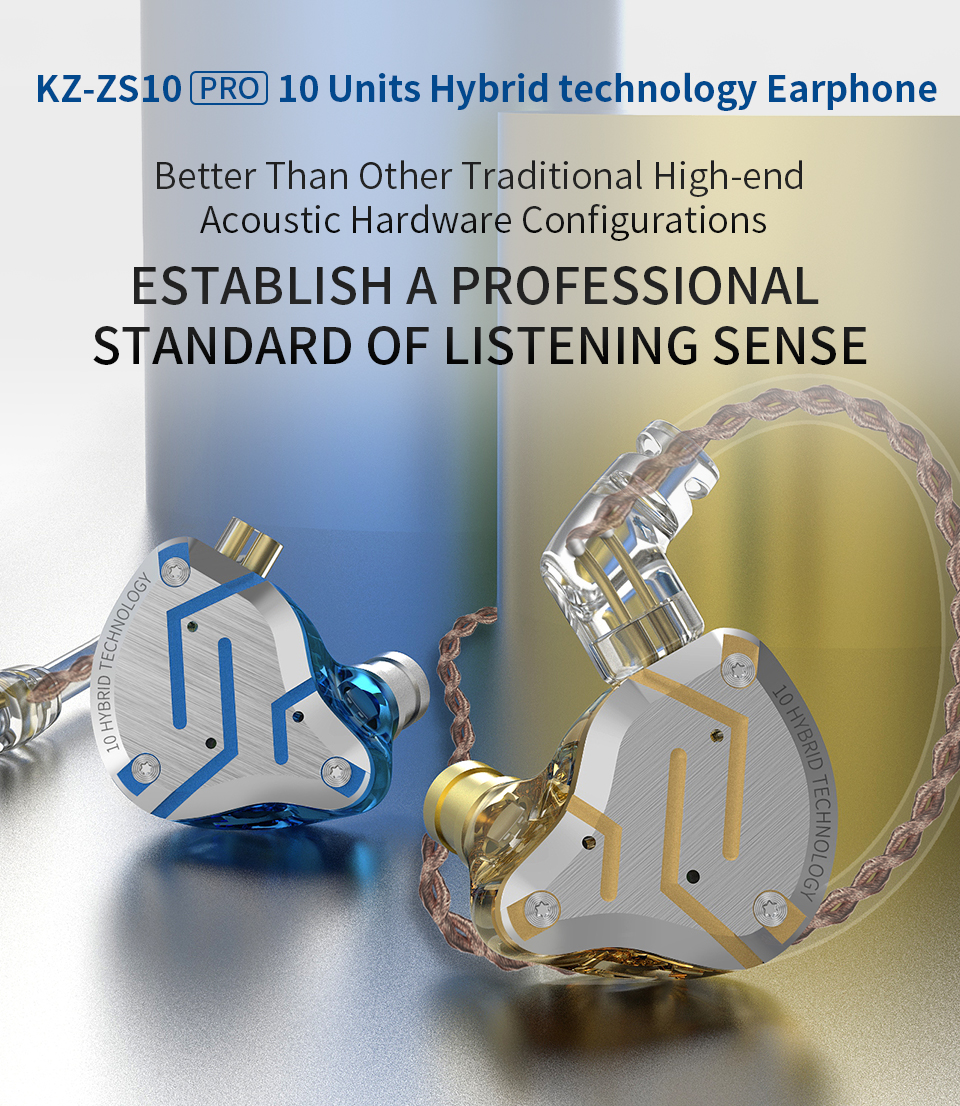 KZ-ZS10 PRO 10 Units Hybrid technology Earphone
Better Than Other Traditional High-end
Acoustic Hardware Configurations
ESTABLISH A PROFESSIONAL
STANDARD OF LISTENING SENSE
10 HYBRID TECHNOLOGY
10 HYBRID TECHNOLOGY